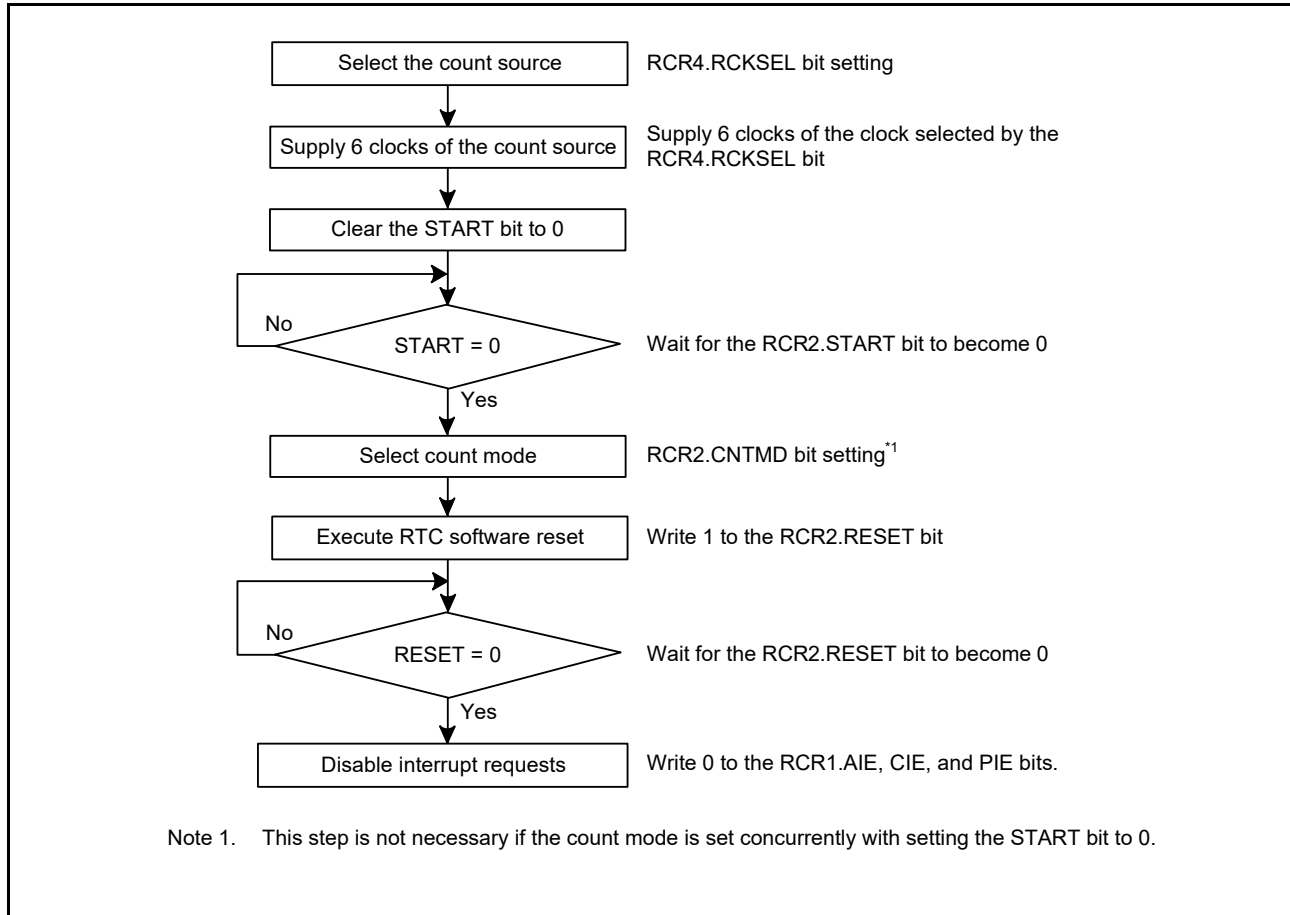 Select the count source
RCR4.RCKSEL bit setting
Supply 6 clocks of the count source
Supply 6 clocks of the clock selected by the
RCR4.RCKSEL bit
Clear the START bit to 0
No
START = 0
Wait for the RCR2.START bit to become 0
Yes
Select count mode
RCR2.CNTMD bit setting*1
Execute RTC software reset
Write 1 to the RCR2.RESET bit
No
RESET = 0
Wait for the RCR2.RESET bit to become 0
Yes
Disable interrupt requests
Write 0 to the RCR1.AIE, CIE, and PIE bits.
Note 1. This step is not necessary if the count mode is set concurrently with setting the START bit to 0.